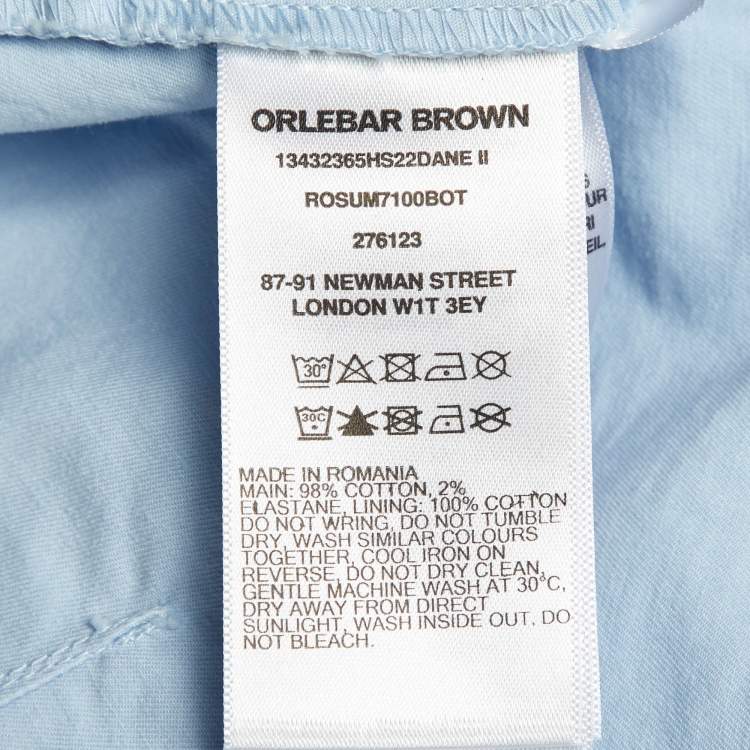 ORLEBAR BROWN
13432365HS22DANE II
ROSUM7100BOT
276123
87-91 NEWMAN STREET
LONDON W1T 3EY
30°
30C
MADE IN ROMANIA
MAIN: 98% COTTON, 2%
ELASTANE, LINING: 100% COTTON
DO NOT WRING, DO NOT TUMBLE
DRY, WASH SIMILAR COLOURS
TOGETHER, COOL IRON ON
REVERSE, DO NOT DRY CLEAN,
GENTLE MACHINE WASH AT 30°C,
DRY AWAY FROM DIRECT
SUNLIGHT, WASH INSIDE OUT, DO
NOT BLEACH.